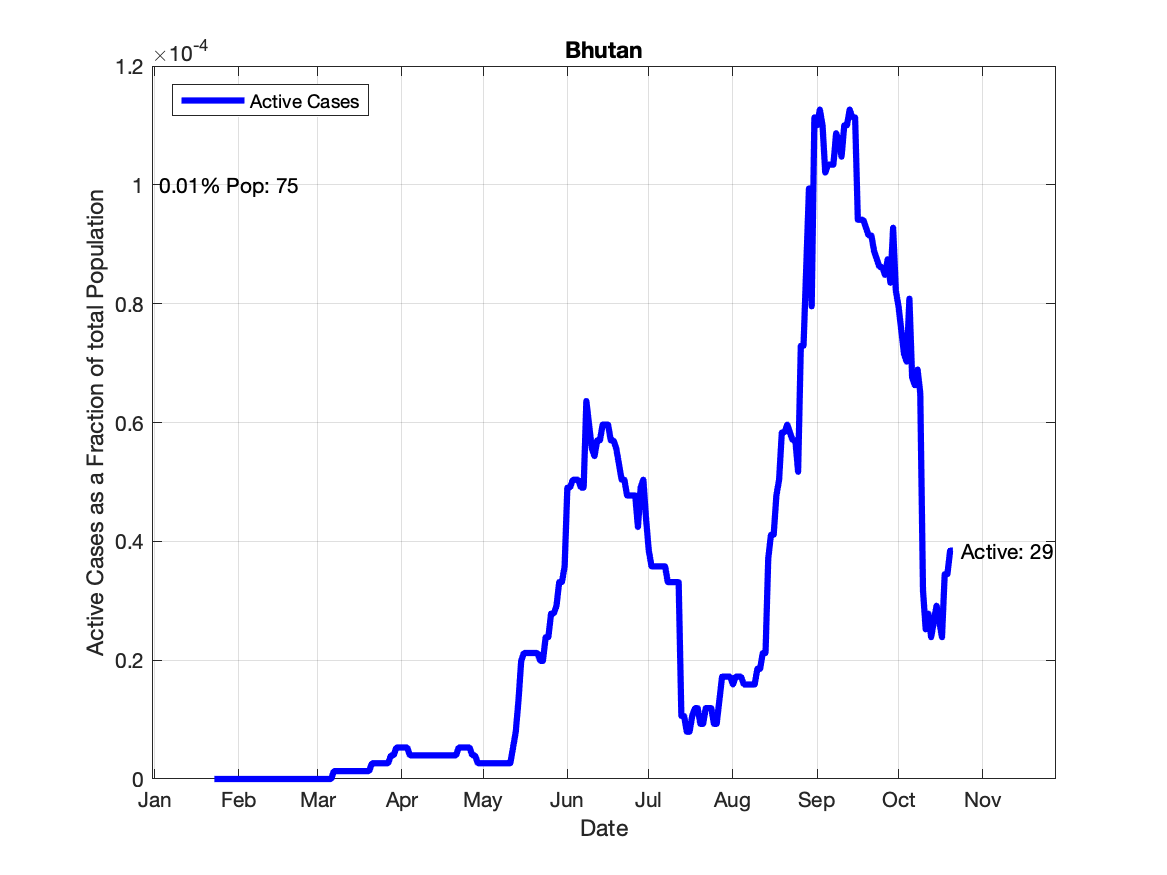 Bhutan
×10^-4
1.2
1
0.8
0.6
0.4
0.2
0
Active Cases
0.01% Pop: 75
Active: 29
Active Cases as a Fraction of total Population
Jan Feb Mar Apr May Jun Jul Aug Sep Oct Nov
Date